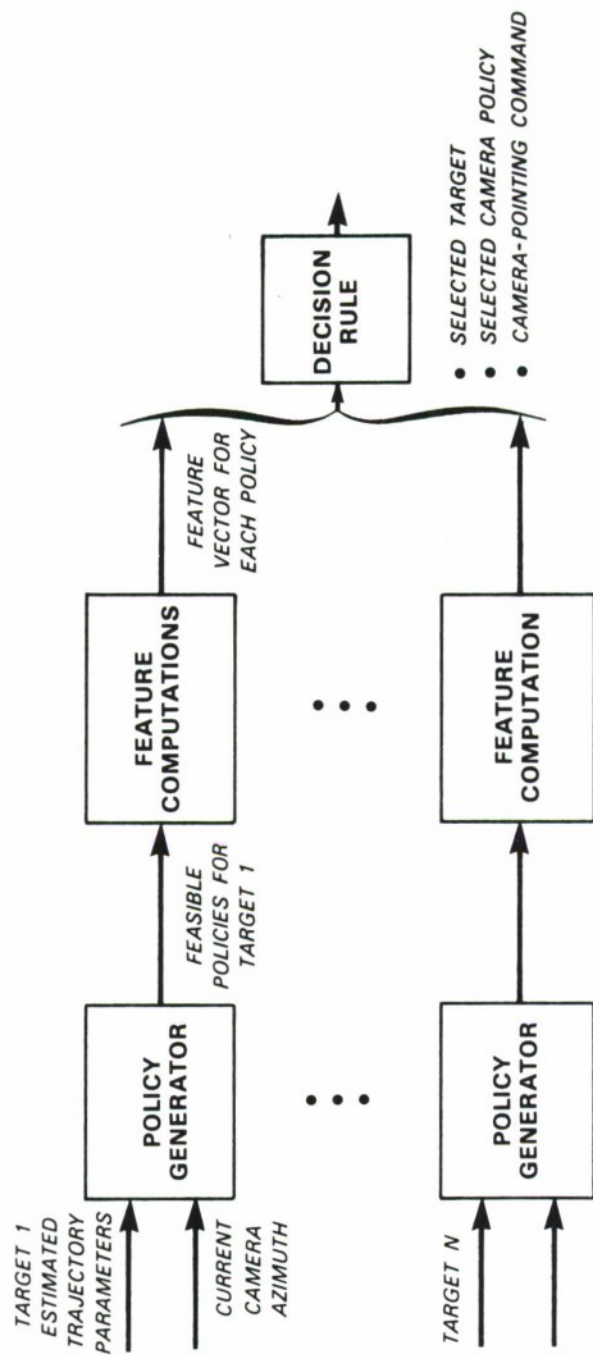 TARGET 1
ESTIMATED
TRAJECTORY
PARAMETERS
CURRENT
CAMERA
AZIMUTH
POLICY
GENERATOR
FEASIBLE
POLICIES FOR
TARGET 1
FEATURE
COMPUTATIONS
FEATURE
VECTOR FOR
EACH POLICY
DECISION
RULE
• SELECTED TARGET
• SELECTED CAMERA POLICY
• CAMERA-POINTING COMMAND
TARGET N
POLICY
GENERATOR
FEATURE
COMPUTATION